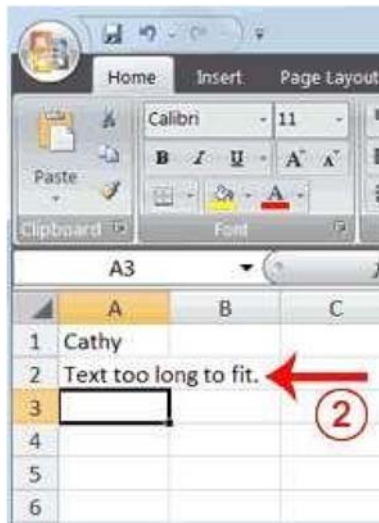 Home Insert Page Layout
Calibri 11
B I U A A
Paste
A
Clipboard Font
A3
A B C
1 Cathy
2 Text too long to fit.
2
3
4
5
6